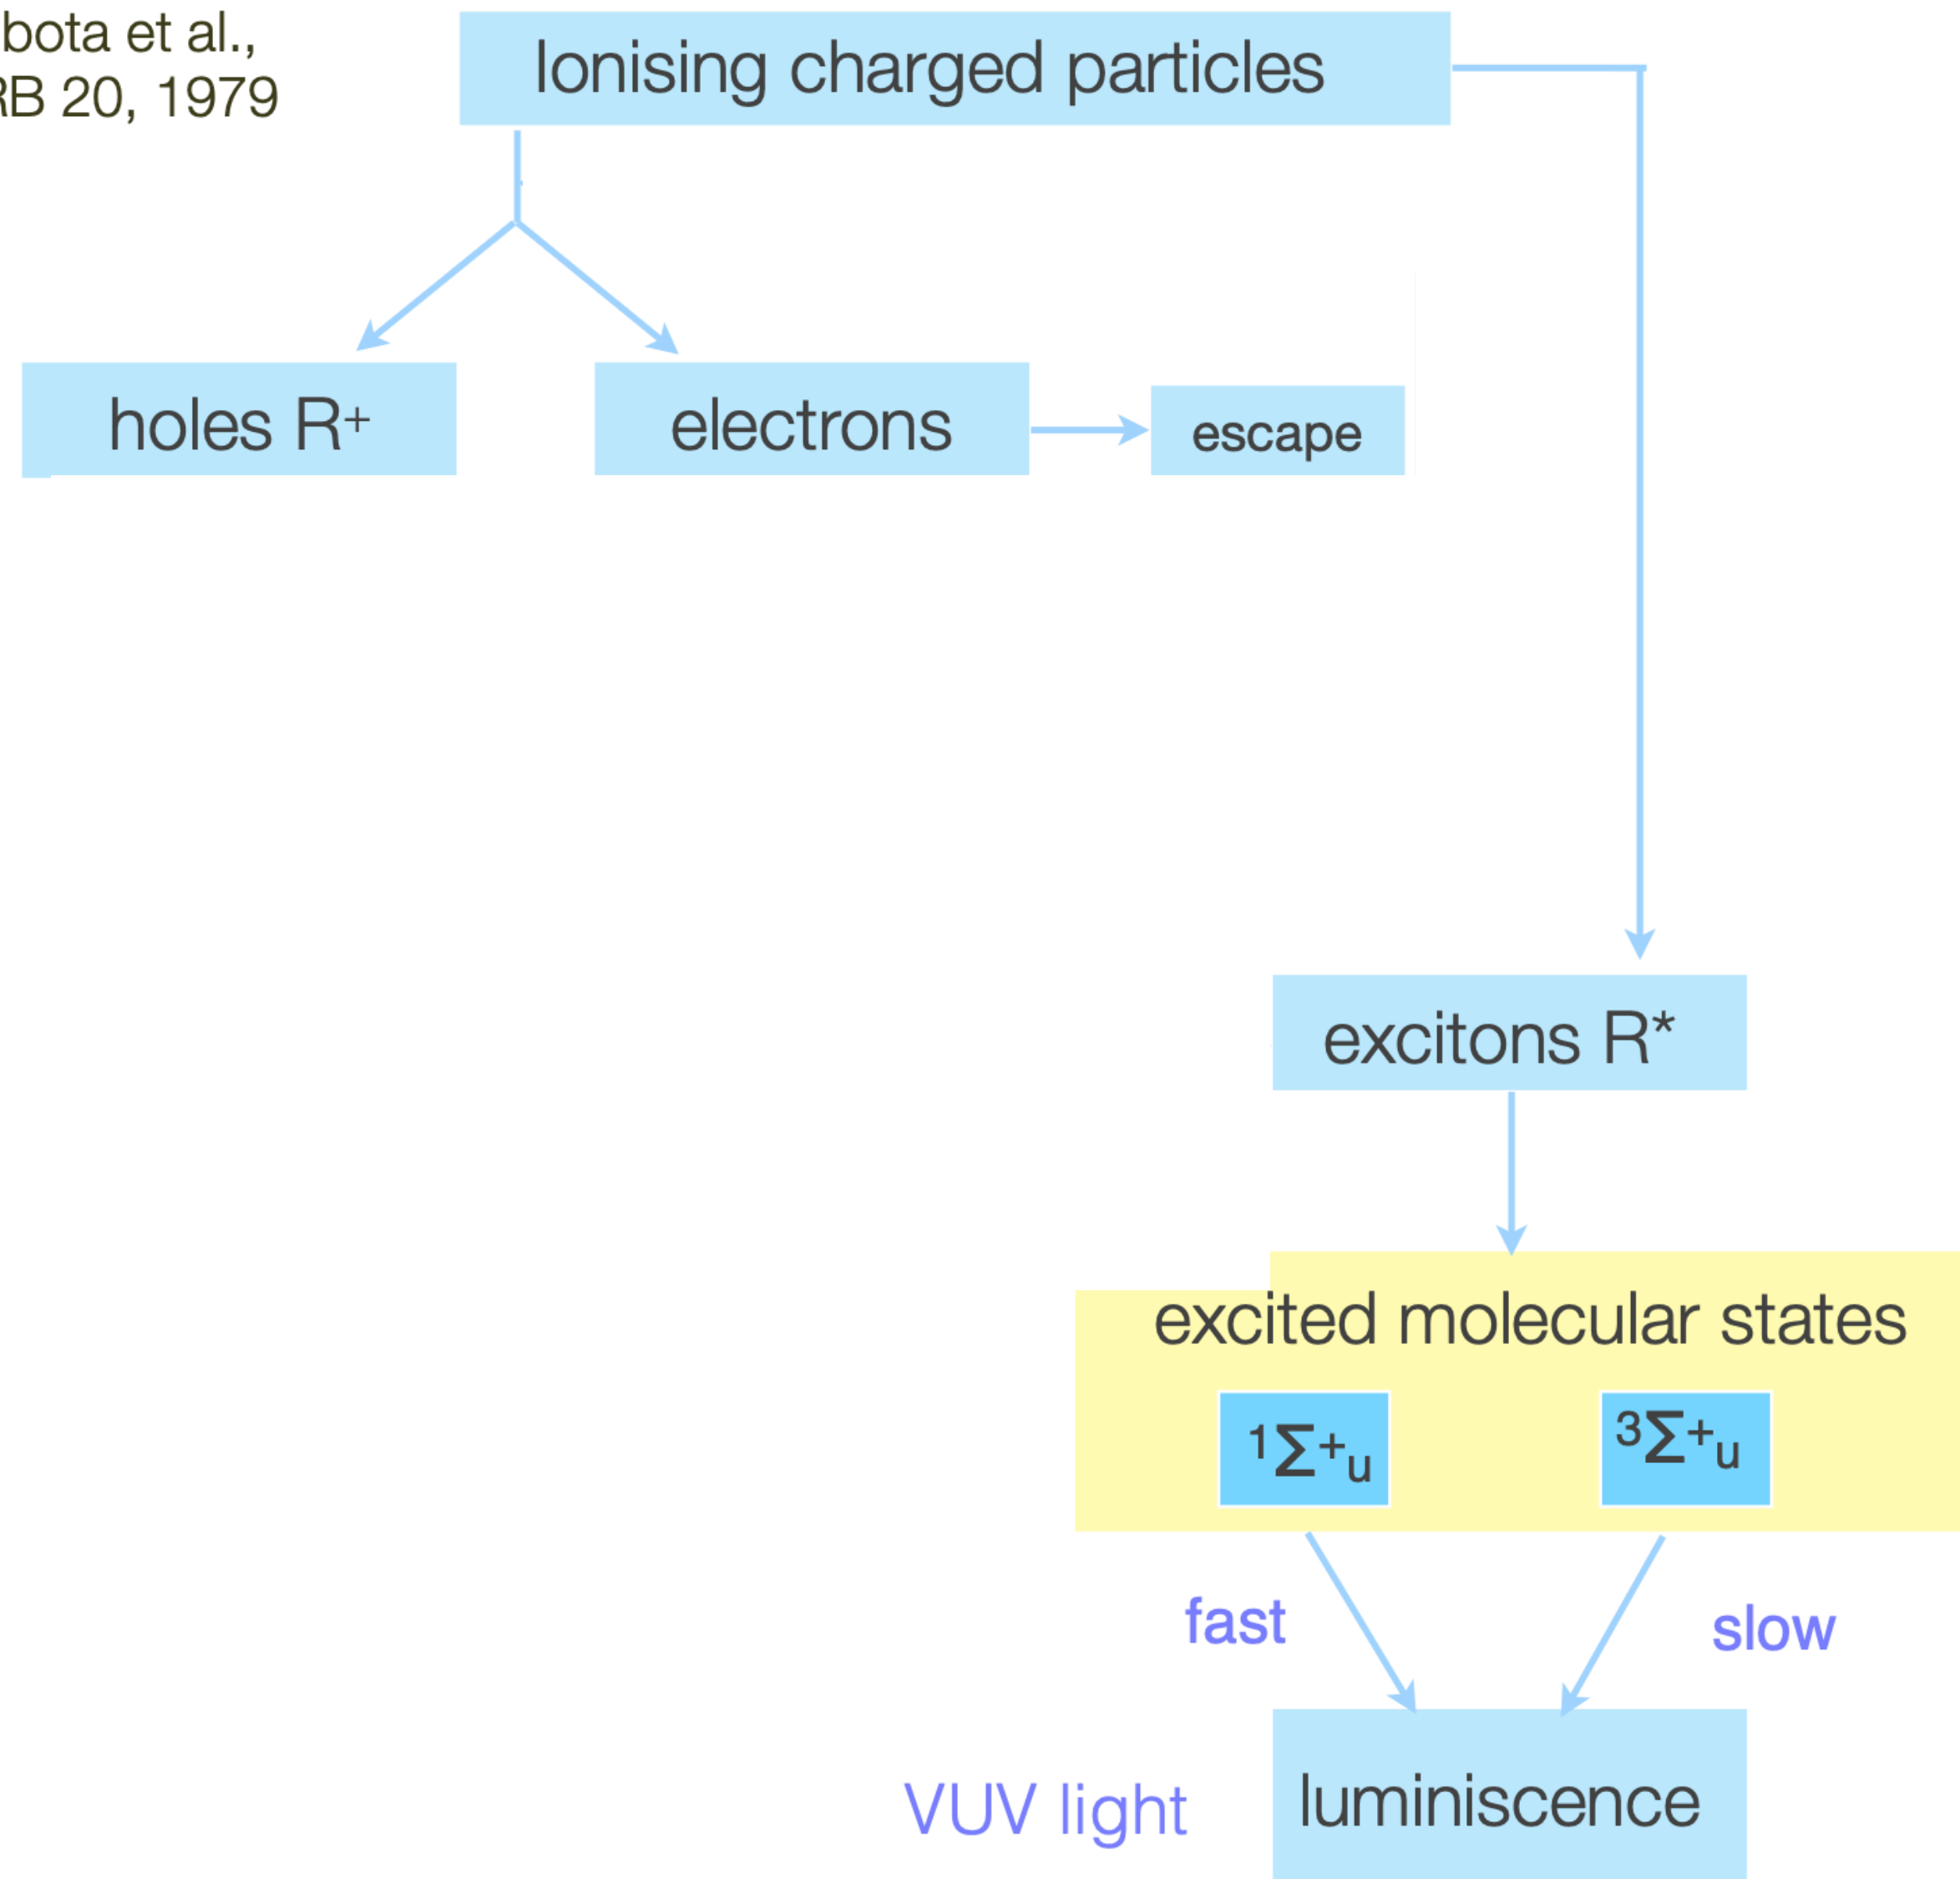 bota et al.,
RB 20, 1979
Ionising charged particles
holes R⁺
electrons
escape
excitons R*
excited molecular states
¹Σ⁺ᵤ
³Σ⁺ᵤ
fast
slow
VUV light
luminiscence